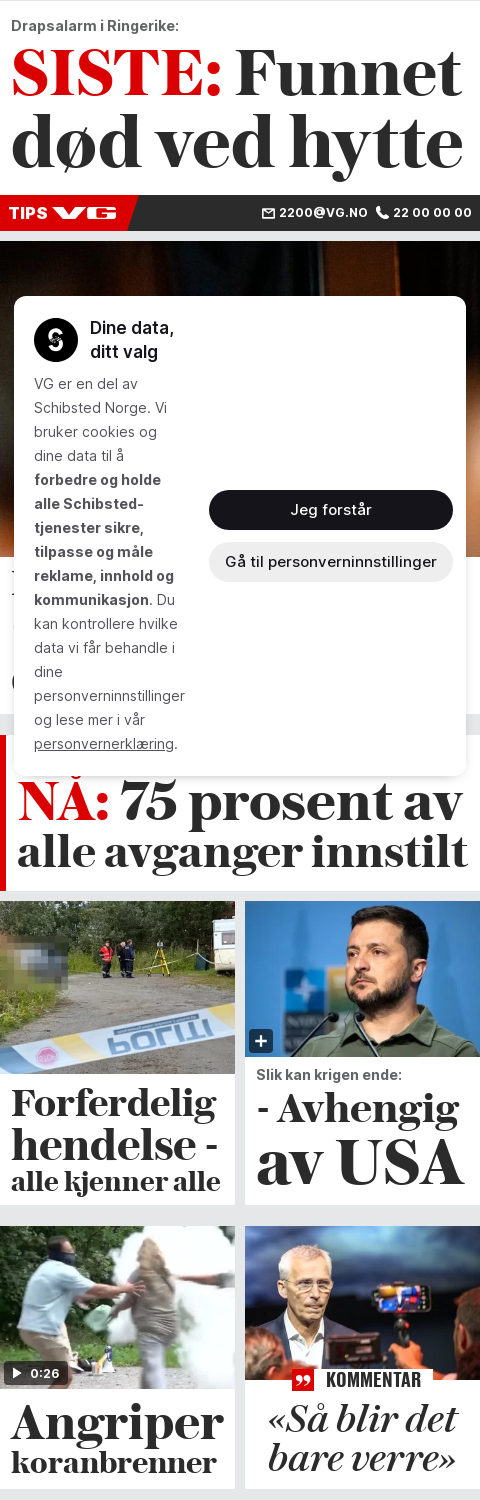 Drapsalarm i Ringerike:
SISTE: Funnet
død ved hytte
TIPS VG
2200@VG.NO 22 00 00 00
Dine data,
ditt valg
VG er en del av
Schibsted Norge. Vi
bruker cookies og
dine data til å
forbedre og holde
alle Schibsted-
tjenester sikre,
tilpasse og måle
reklame, innhold og
kommunikasjon. Du
kan kontrollere hvilke
data vi får behandle i
dine
personverninnstillinger
og lese mer i vår
personvernerklæring.
Jeg forstår
Gå til personverninnstillinger
NÅ: 75 prosent av
alle avganger innstilt
POLITI
Forferdelig
hendelse -
alle kjenner alle
Slik kan krigen ende:
- Avhengig
av USA
0:26
Angriper
koranbrenner
KOMMENTAR
«Så blir det
bare verre»